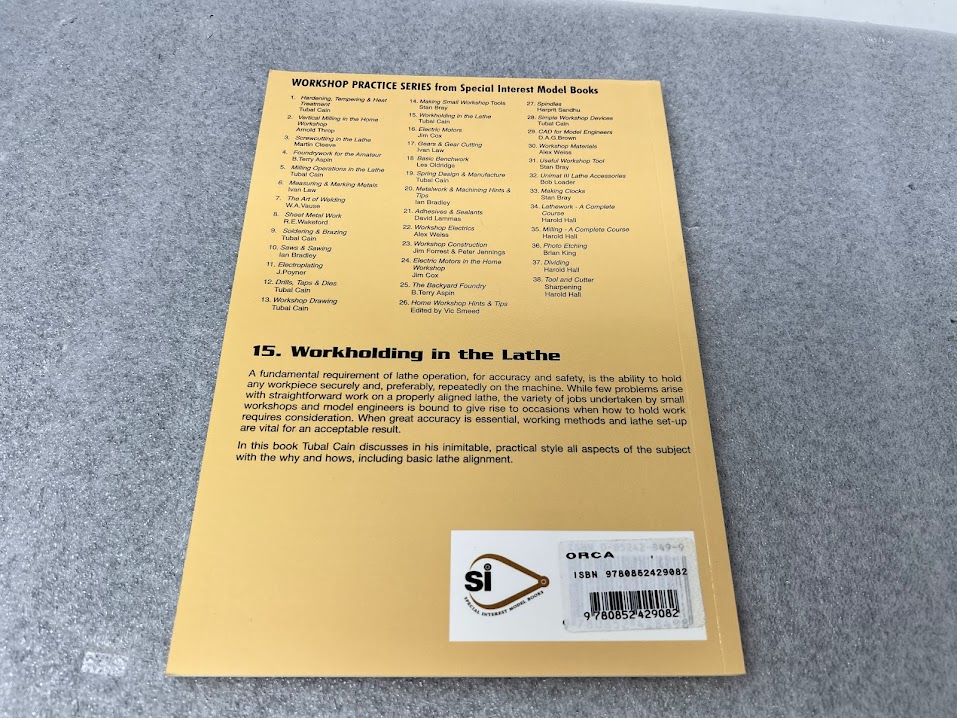 WORKSHOP PRACTICE SERIES from Special Interest Model Books
1. Hardening, Tempering & Heat
Treatment
Tubal Cain
2. Vertical Milling in the Home
Workshop
Arnold Throp
3. Screwcutting in the Lathe
Martin Cleeve
4. Foundrywork for the Amateur
B.Terry Aspin
5. Milling Operations in the Lathe
Tubal Cain
6. Measuring & Marking Metals
Ivan Law
7. The Art of Welding
W.A.Vause
8. Sheet Metal Work
R.E.Wakeford
9. Soldering & Brazing
Tubal Cain
10. Saws & Sawing
Ian Bradley
11. Electroplating
J.Poyner
12. Drills, Taps & Dies
Tubal Cain
13. Workshop Drawing
Tubal Cain
14. Making Small Workshop Tools
Stan Bray
15. Workholding in the Lathe
Tubal Cain
16. Electric Motors
Jim Cox
17. Gears & Gear Cutting
Ivan Law
18 Basic Benchwork
Les Oldridge
19. Spring Design & Manufacture
Tubal Cain
20. Metalwork & Machining Hints &
Tips
Ian Bradley
21. Adhesives & Sealants
David Lammas
22. Workshop Electrics
Alex Weiss
23. Workshop Construction
Jim Forrest & Peter Jennings
24. Electric Motors in the Home
Workshop
Jim Cox
25. The Backyard Foundry
B.Terry Aspin
26. Home Workshop Hints & Tips
Edited by Vic Smeed
27. Spindles
Harprit Sandhu
28. Simple Workshop Devices
Tubal Cain
29. CAD for Model Engineers
D.A.G.Brown
30. Workshop Materials
Alex Weiss
31. Useful Workshop Tool
Stan Bray
32. Unimat III Lathe Accessories
Bob Loader
33. Making Clocks
Stan Bray
34. Lathework - A Complete
Course
Harold Hall
35. Milling - A Complete Course
Harold Hall
36. Photo Etching
Brian King
37. Dividing
Harold Hall
38. Tool and Cutter
Sharpening
Harold Hall
15. Workholding in the Lathe
A fundamental requirement of lathe operation, for accuracy and safety, is the ability to hold
any workpiece securely and, preferably, repeatedly on the machine. While few problems arise
with straightforward work on a properly aligned lathe, the variety of jobs undertaken by small
workshops and model engineers is bound to give rise to occasions when how to hold work
requires consideration. When great accuracy is essential, working methods and lathe set-up
are vital for an acceptable result.
In this book Tubal Cain discusses in his inimitable, practical style all aspects of the subject
with the why and hows, including basic lathe alignment.
si
SPECIAL INTEREST MODEL BOOKS
ORCA
ISBN 9780852429082
9 780852 429082